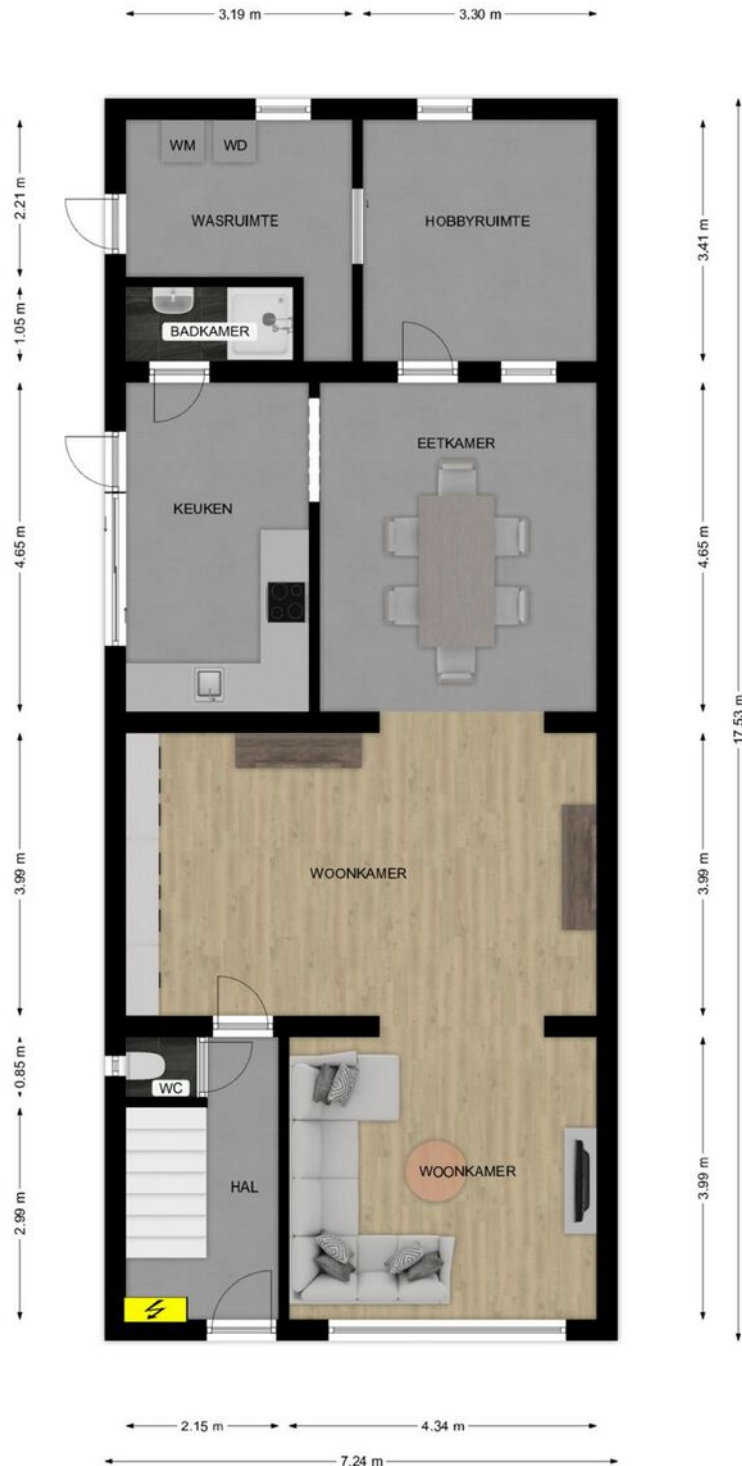 3.19 m
3.30 m
WM
WD
2.21 m
WASRUIMTE
HOBBYRUIMTE
3.41 m
1.05 m
BADKAMER
EETKAMER
KEUKEN
4.65 m
4.65 m
17.53 m
3.99 m
WOONKAMER
3.99 m
0.85 m
WC
WOONKAMER
HAL
2.99 m
3.99 m
2.15 m
4.34 m
7.24 m